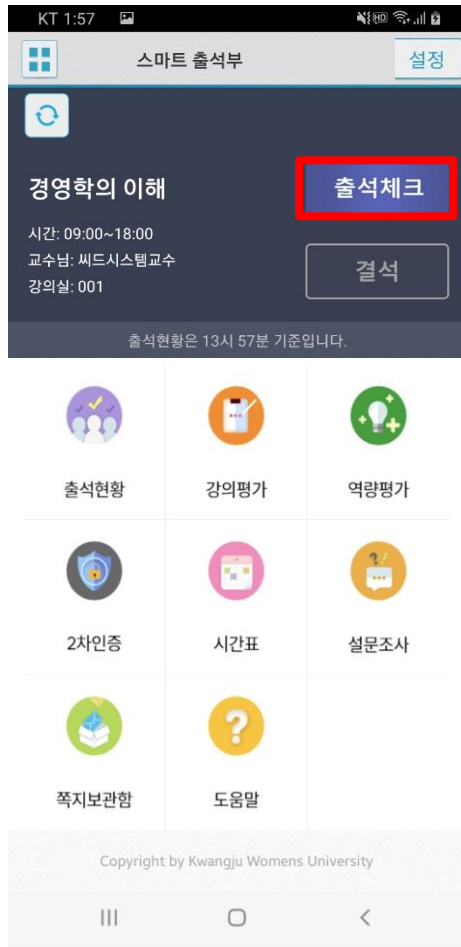 KT 1:57
HD
스마트 출석부
설정
경영학의 이해
출석체크
시간: 09:00~18:00
교수님: 씨드시스템교수
강의실: 001
결석
출석현황은 13시 57분 기준입니다.
출석현황 강의평가 역량평가
2차인증 시간표 설문조사
쪽지보관함 도움말
Copyright by Kwangju Womens University